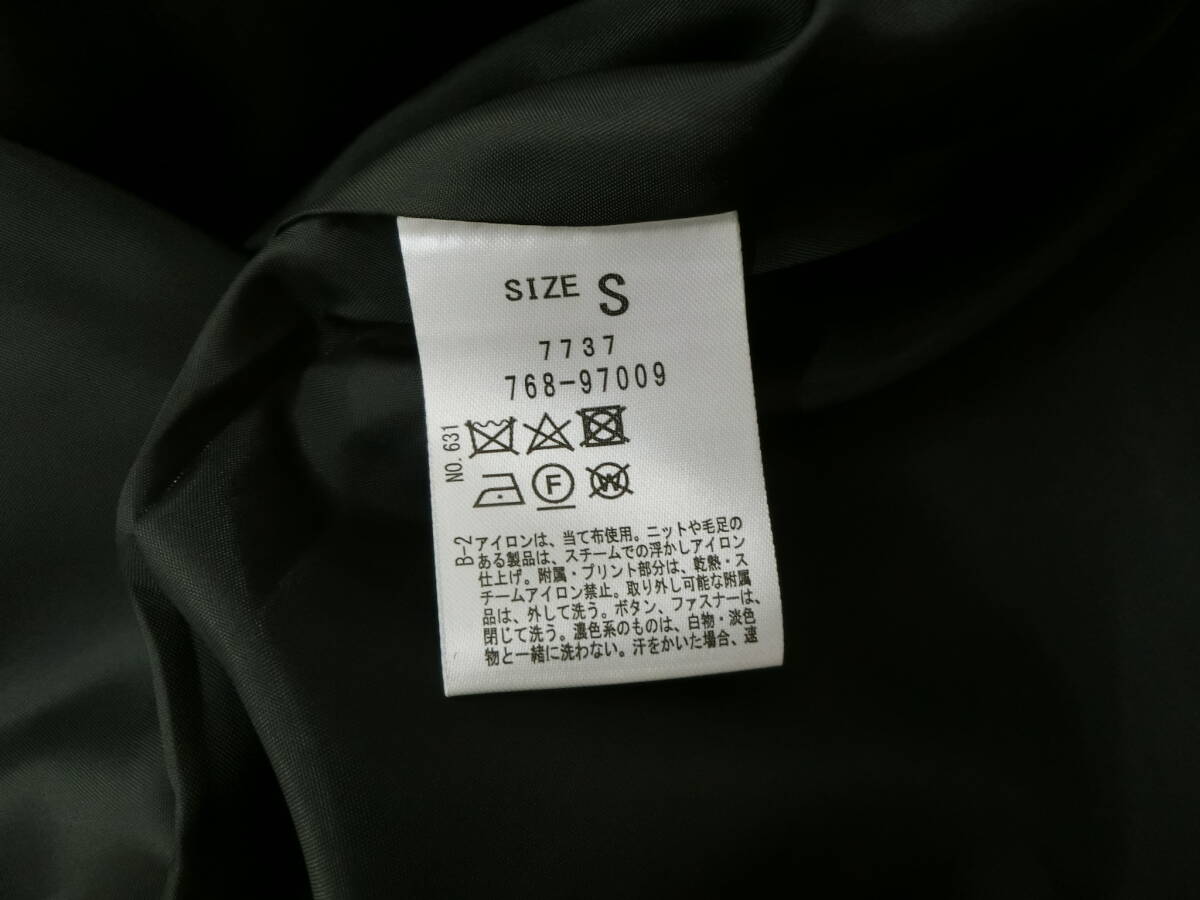 SIZE S
7737
768-97009
NO. 631
F
W
B-2
アイロンは、当て布使用。ニットや毛足の
ある製品は、スチームでの浮かしアイロン
仕上げ。附属・プリント部分は、乾熱・ス
チームアイロン禁止。取り外し可能な附属
品は、外して洗う。ボタン、ファスナーは、
閉じて洗う。濃色系のものは、白物・淡色
物と一緒に洗わない。汗をかいた場合、速